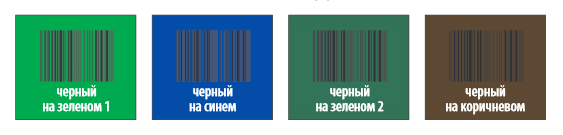 черный
на зеленом 1
черный
на синем
черный
на зеленом 2
черный
на коричневом